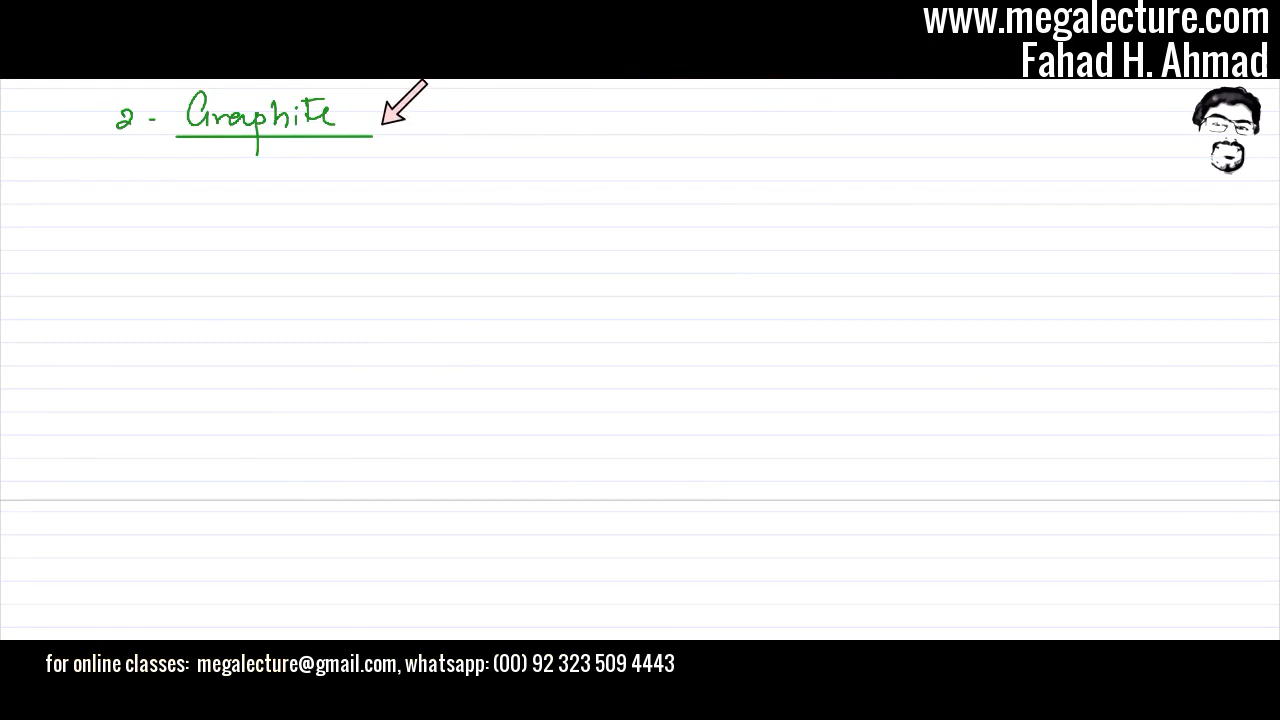 www.megalecture.com
Fahad H. Ahmad
2 - Graphite
for online classes: megalecture@gmail.com, whatsapp: (00) 92 323 509 4443